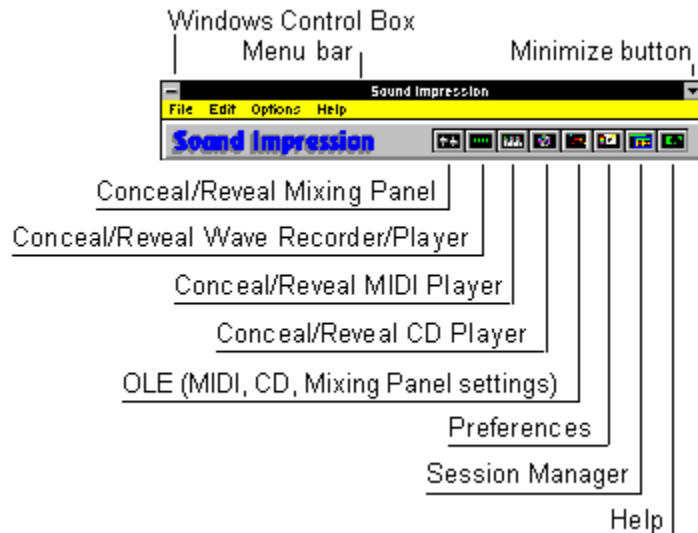 Windows Control Box
Menu bar
Minimize button
Sound Impression
File Edit Options Help
Sound Impression
Conceal/Reveal Mixing Panel
Conceal/Reveal Wave Recorder/Player
Conceal/Reveal MIDI Player
Conceal/Reveal CD Player
OLE (MIDI, CD, Mixing Panel settings)
Preferences
Session Manager
Help